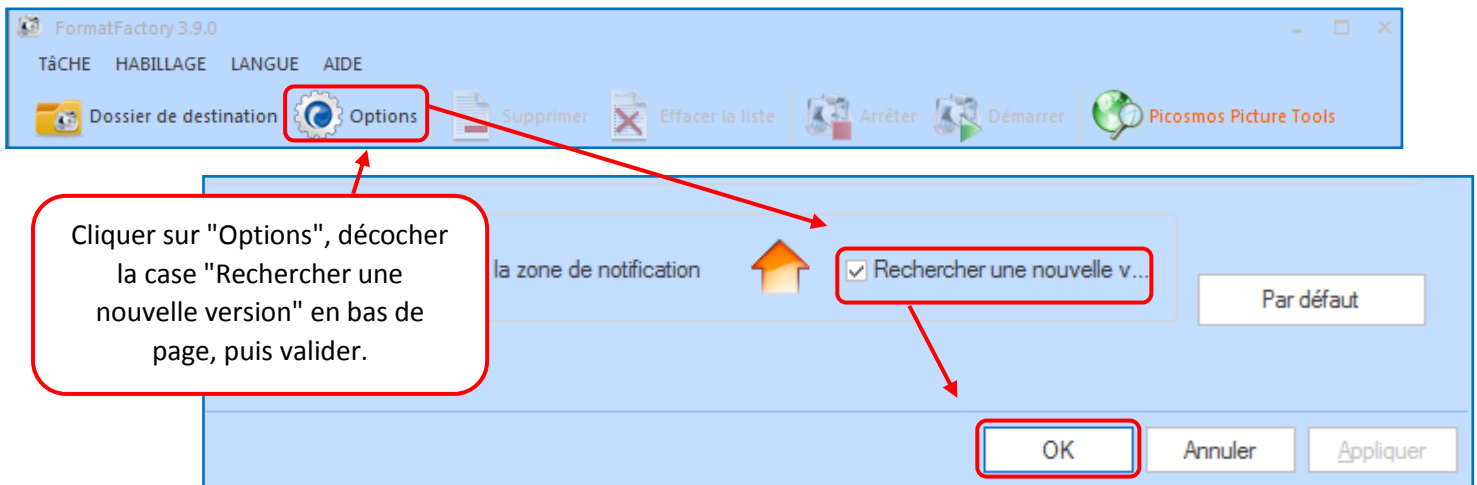 FormatFactory 3.9.0
TâCHE HABILLAGE LANGUE AIDE
Dossier de destination Options Supprimer Effacer la liste Arrêter Démarrer Picosmos Picture Tools
Cliquer sur "Options", décocher
la case "Rechercher une
nouvelle version" en bas de
page, puis valider.
la zone de notification Rechercher une nouvelle v...
Par défaut
OK Annuler Appliquer